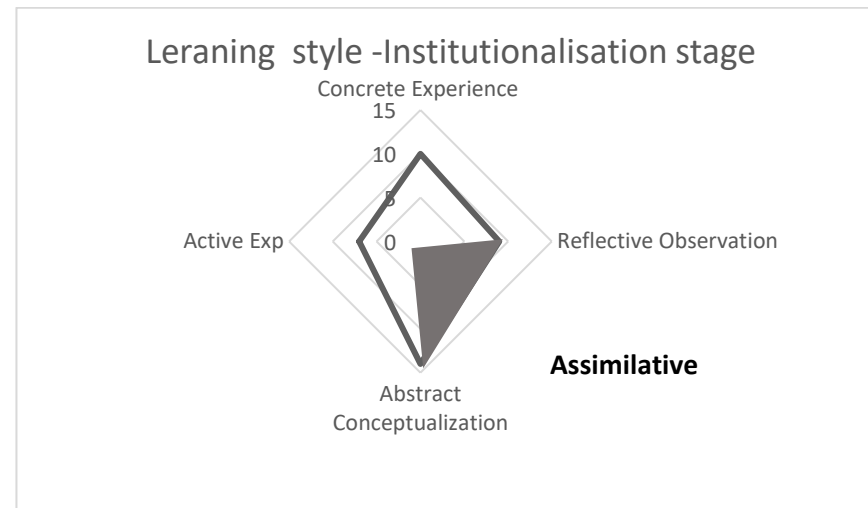 Leraning style -Institutionalisation stage
Concrete Experience
15
10
5
0
Active Exp
Reflective Observation
Assimilative
Abstract
Conceptualization